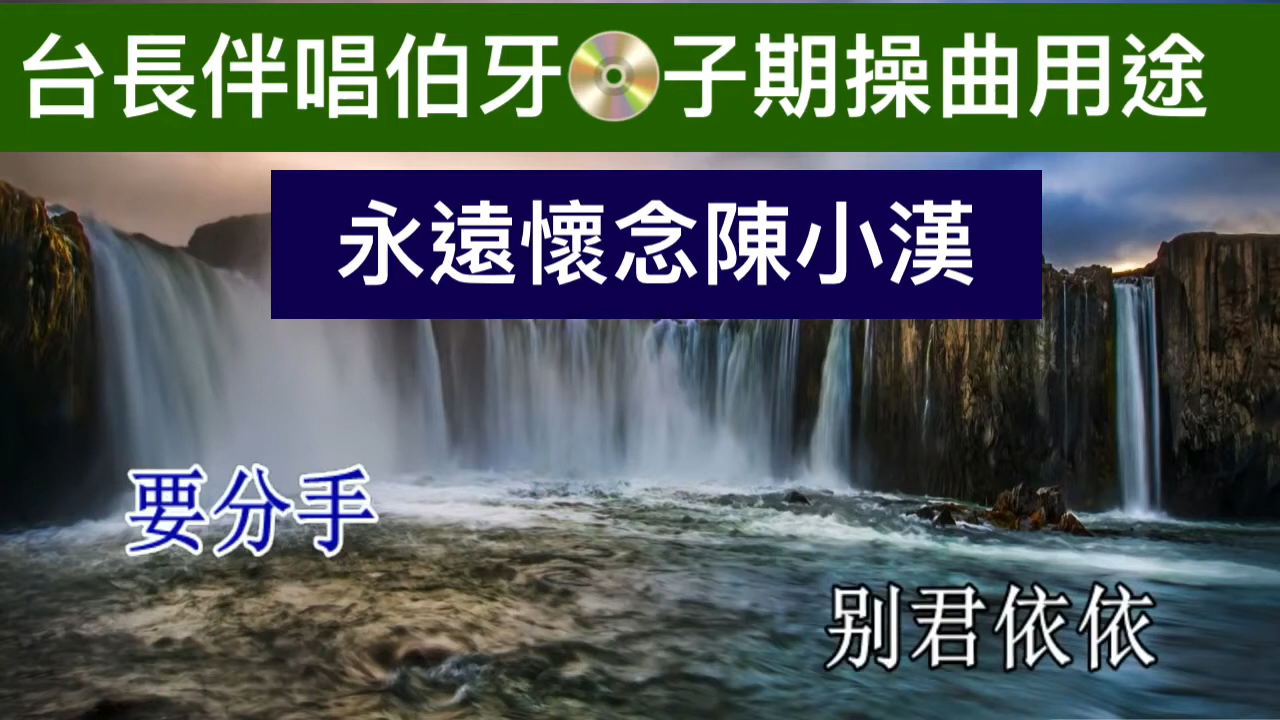 台長伴唱伯牙💿子期操曲用途
永遠懷念陳小漢
要分手
别君依依